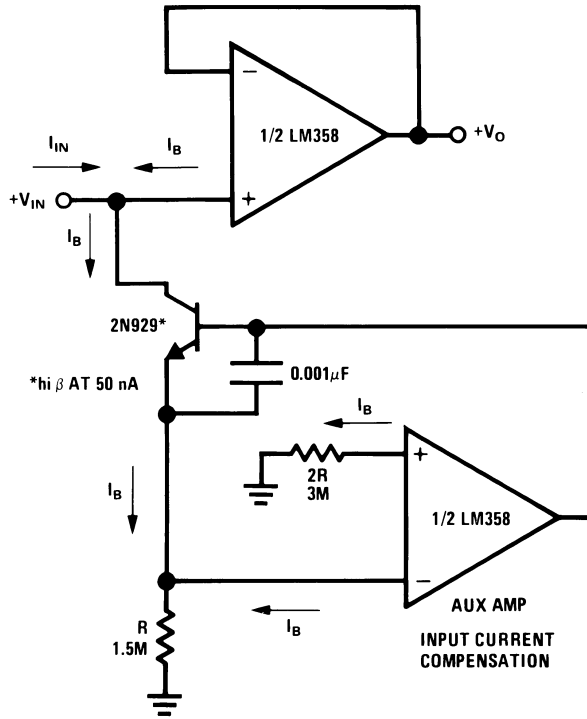 −
1/2 LM358
+VO
IIN
IB
+
+VIN
IB
2N929*
0.001μF
*hi β AT 50 nA
IB
+
2R
3M
1/2 LM358
IB
−
AUX AMP
R
1.5M
IB
INPUT CURRENT
COMPENSATION